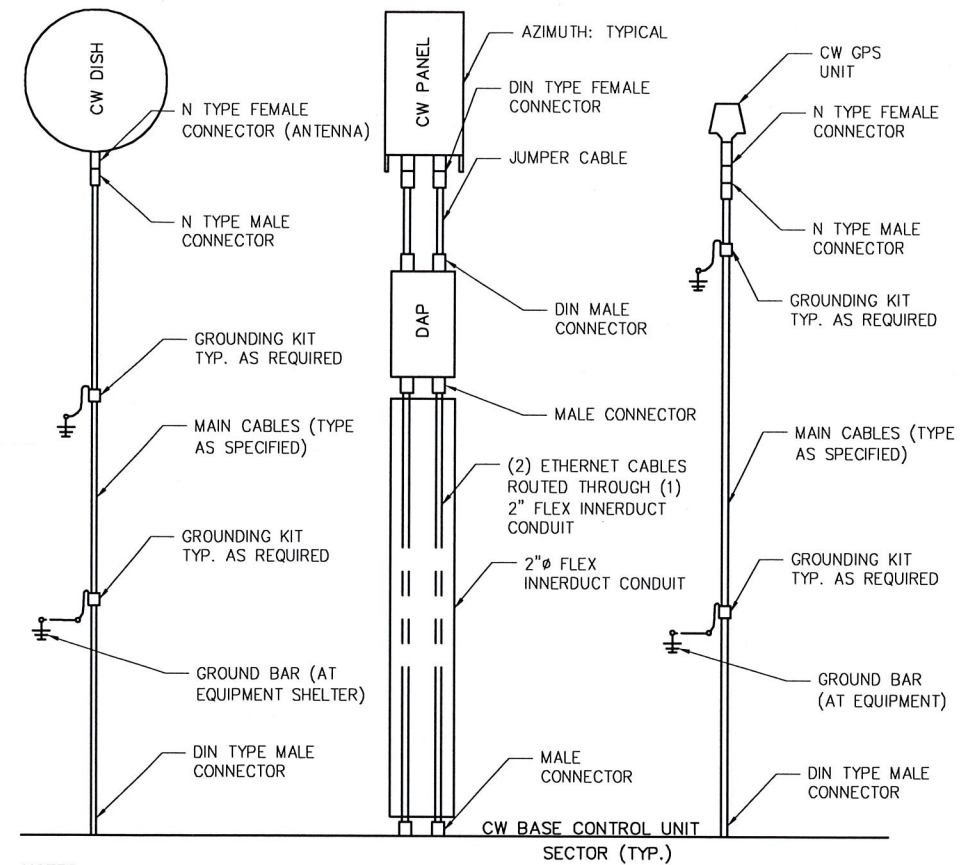 CW DISH
N TYPE FEMALE
CONNECTOR (ANTENNA)
N TYPE MALE
CONNECTOR
GROUNDING KIT
TYP. AS REQUIRED
MAIN CABLES (TYPE
AS SPECIFIED)
GROUNDING KIT
TYP. AS REQUIRED
GROUND BAR (AT
EQUIPMENT SHELTER)
DIN TYPE MALE
CONNECTOR
CW PANEL
AZIMUTH: TYPICAL
DIN TYPE FEMALE
CONNECTOR
JUMPER CABLE
DIN MALE
CONNECTOR
DAP
MALE CONNECTOR
(2) ETHERNET CABLES
ROUTED THROUGH (1)
2" FLEX INNERDUCT
CONDUIT
2"ø FLEX
INNERDUCT CONDUIT
MALE
CONNECTOR
CW GPS
UNIT
N TYPE FEMALE
CONNECTOR
N TYPE MALE
CONNECTOR
GROUNDING KIT
TYP. AS REQUIRED
MAIN CABLES (TYPE
AS SPECIFIED)
GROUNDING KIT
TYP. AS REQUIRED
GROUND BAR
(AT EQUIPMENT)
DIN TYPE MALE
CONNECTOR
CW BASE CONTROL UNIT
SECTOR (TYP.)